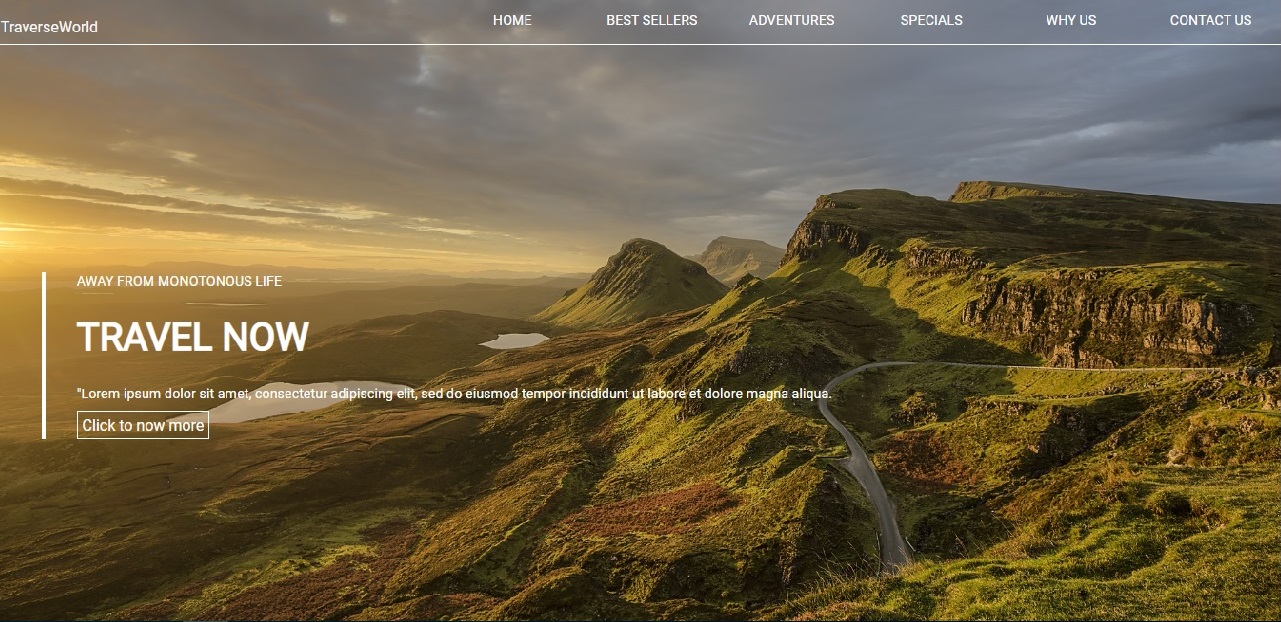 TraverseWorld
HOME BEST SELLERS ADVENTURES SPECIALS WHY US CONTACT US
AWAY FROM MONOTONOUS LIFE
TRAVEL NOW
"Lorem ipsum dolor sit amet, consectetur adipiscing elit, sed do eiusmod tempor incididunt ut labore et dolore magna aliqua.
Click to now more